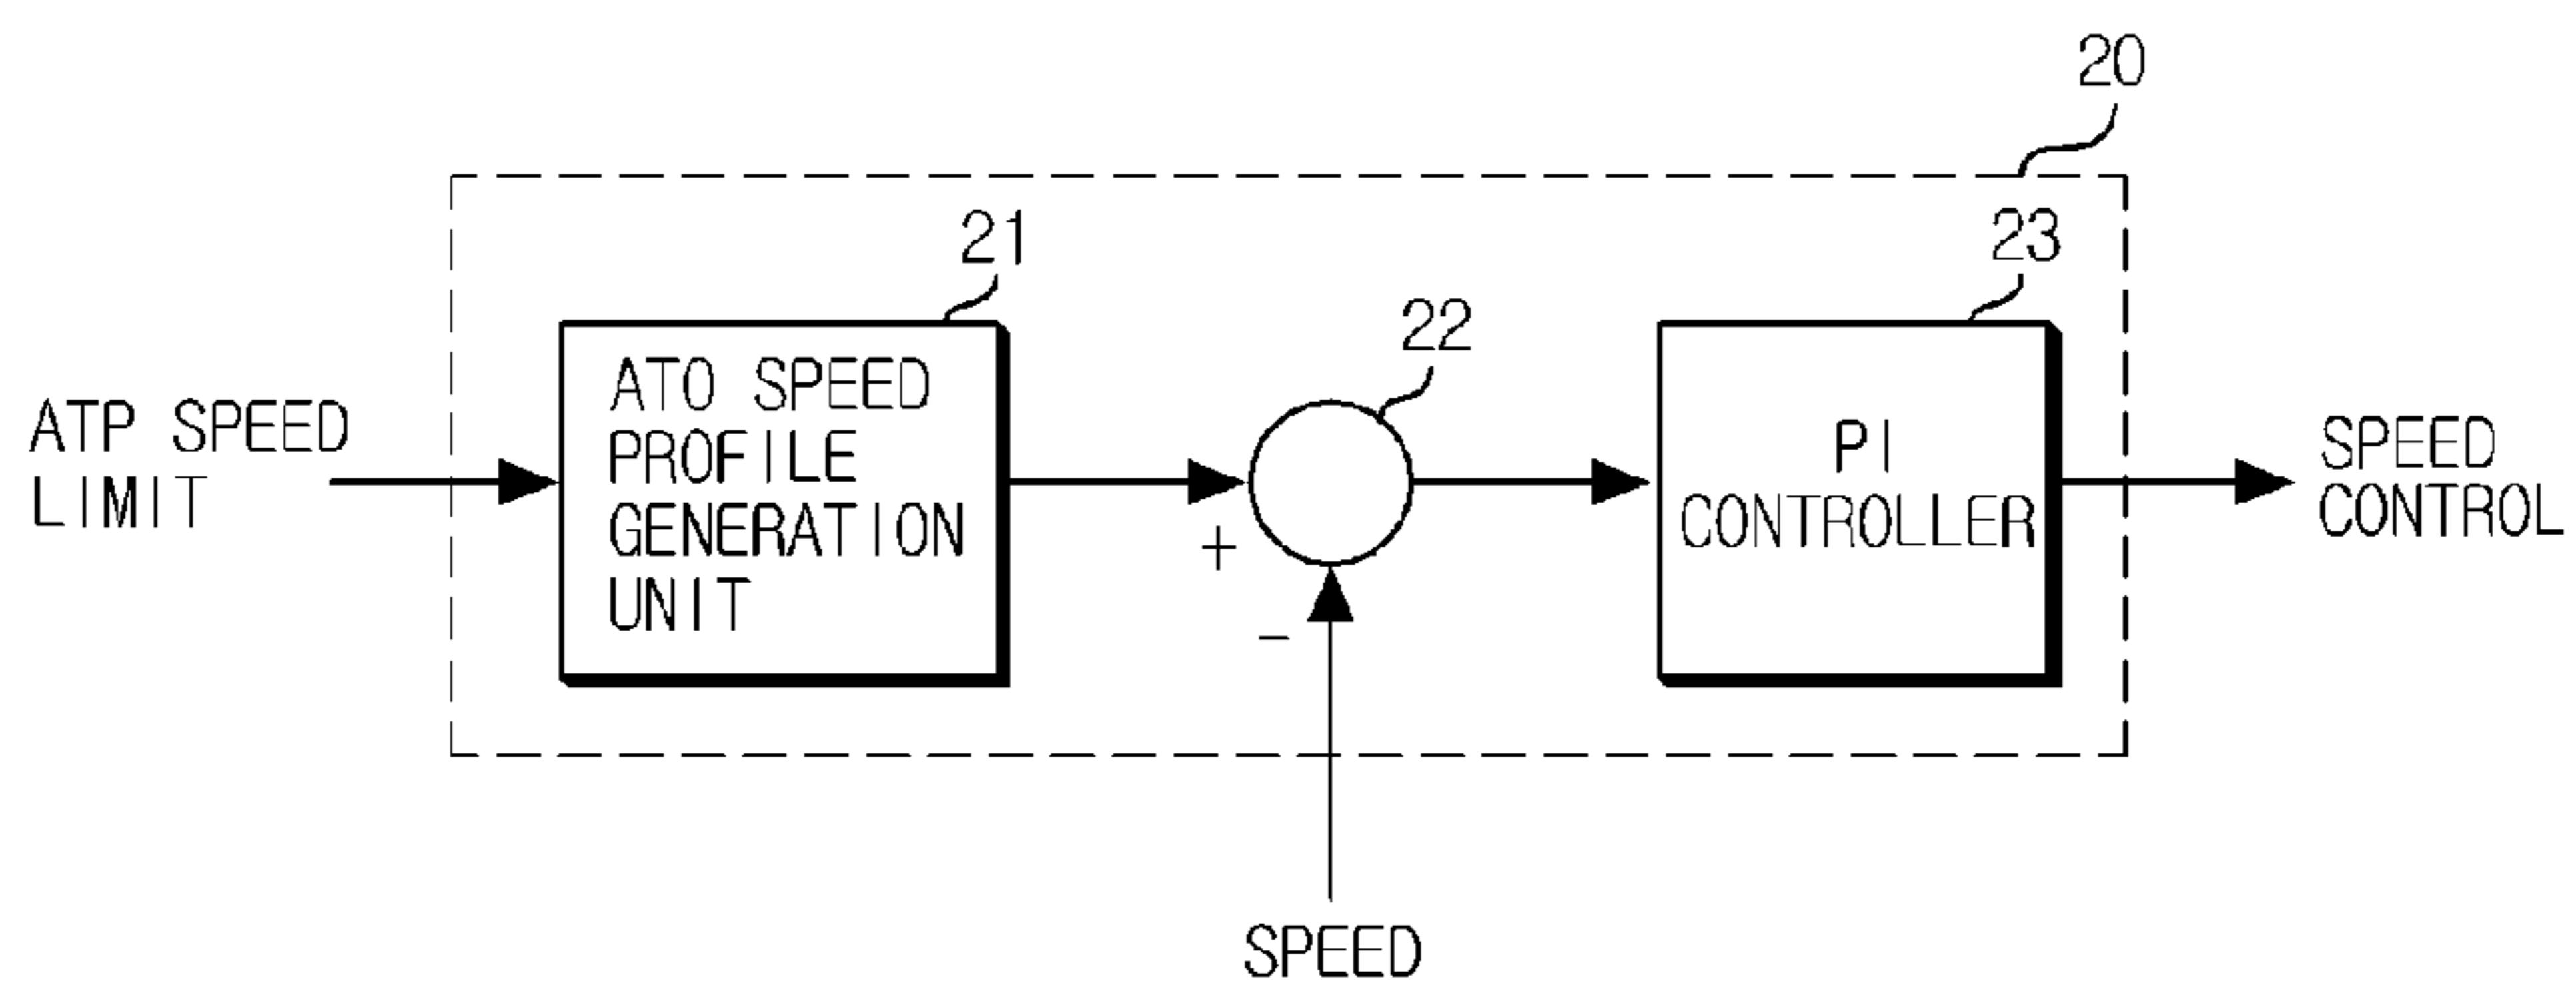 20
21
23
22
ATP SPEED
LIMIT
ATO SPEED
PROFILE
GENERATION
UNIT
+
-
PI
CONTROLLER
SPEED
CONTROL
SPEED